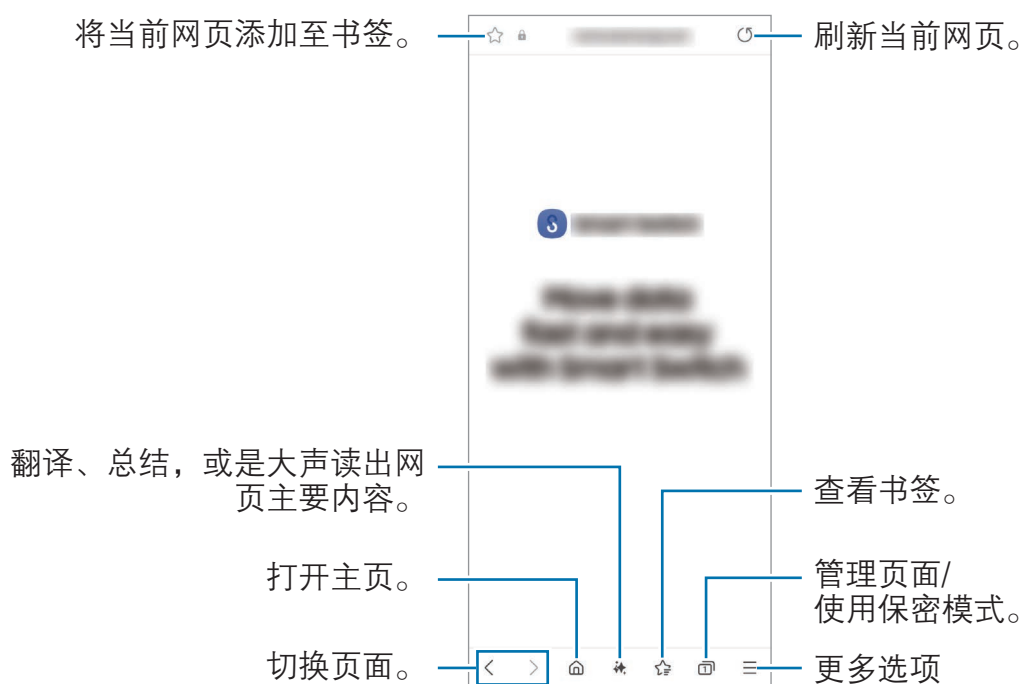 将当前网页添加至书签。
刷新当前网页。
翻译、总结，或是大声读出网
页主要内容。
查看书签。
打开主页。
管理页面/
使用保密模式。
切换页面。
1
更多选项